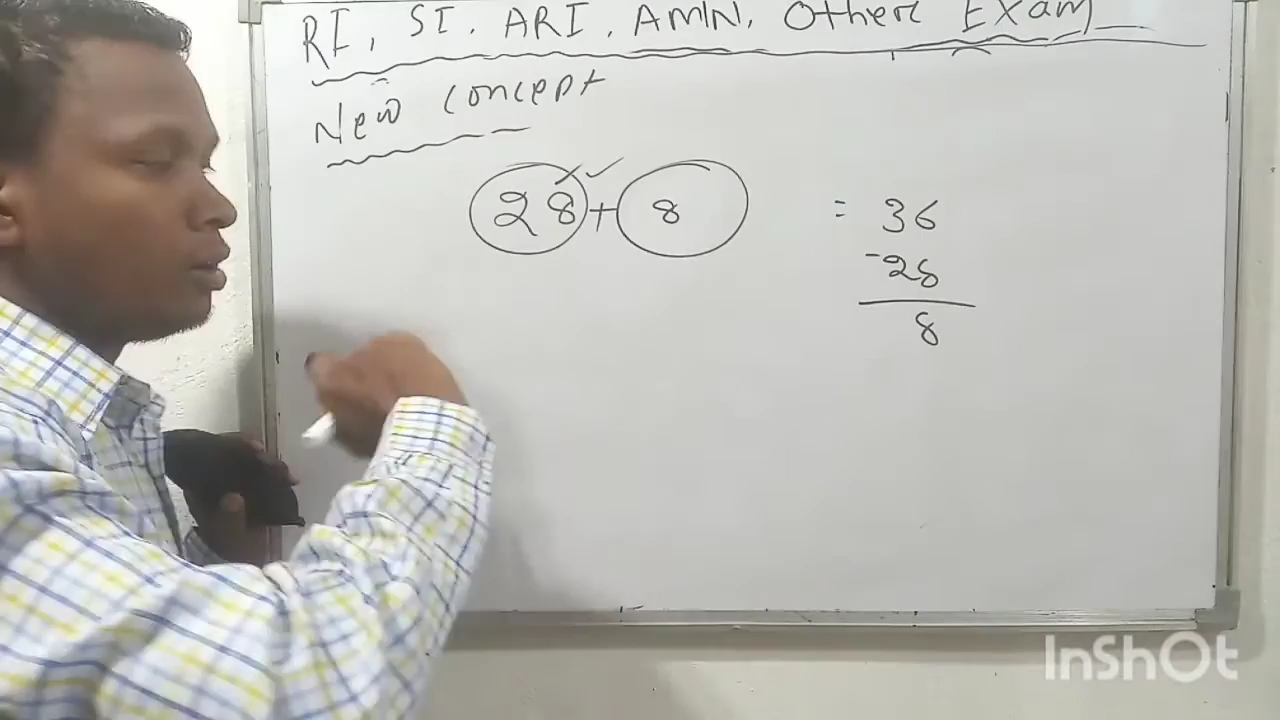 RI, SI, ARI, AMIN, Other Exam
New concept
28 + 8 = 36
-28
8
InShOt